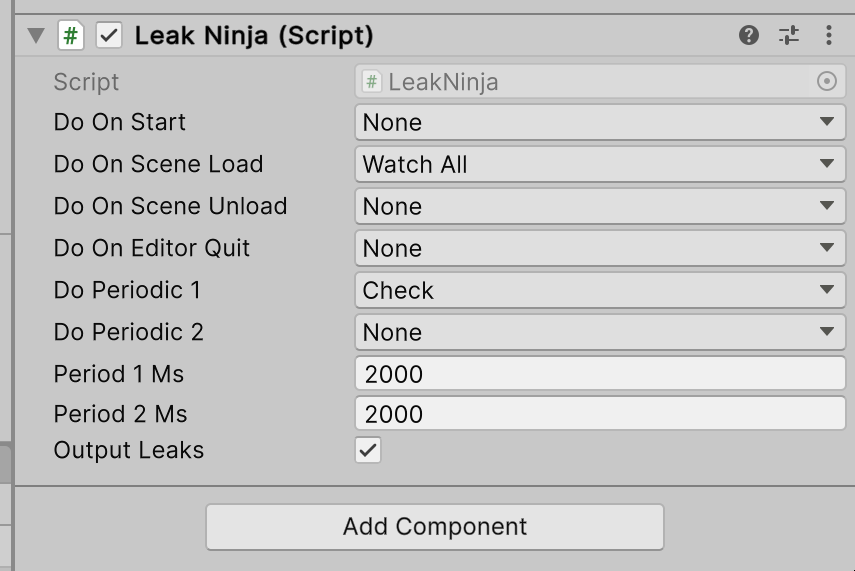 # Leak Ninja (Script)
Script # LeakNinja
Do On Start None
Do On Scene Load Watch All
Do On Scene Unload None
Do On Editor Quit None
Do Periodic 1 Check
Do Periodic 2 None
Period 1 Ms 2000
Period 2 Ms 2000
Output Leaks
Add Component